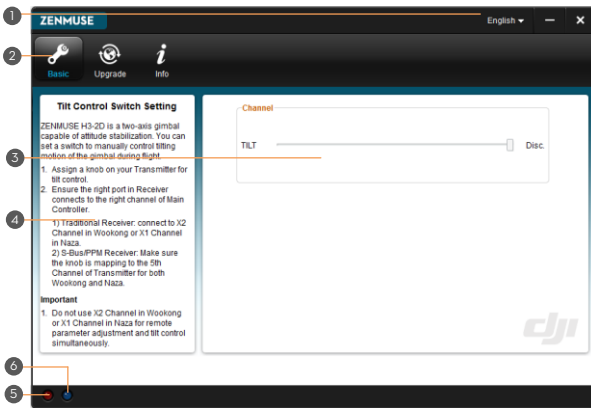 1
ZENMUSE
English
2
Basic
Upgrade
Info
Tilt Control Switch Setting
ZENMUSE H3-2D is a two-axis gimbal
capable of attitude stabilization. You can
set a switch to manually control tilting
motion of the gimbal during flight.
1. Assign a knob on your Transmitter for
tilt control.
2. Ensure the right port in Receiver
connects to the right channel of Main
Controller.
1) Traditional Receiver: connect to X2
Channel in Wookong or X1 Channel
in Naza.
2) S-Bus/PPM Receiver: Make sure
the knob is mapping to the 5th
Channel of Transmitter for both
Wookong and Naza.
Important
1. Do not use X2 Channel in Wookong
or X1 Channel in Naza for remote
parameter adjustment and tilt control
simultaneously.
Channel
TILT
Disc.
3
4
dji
6
5